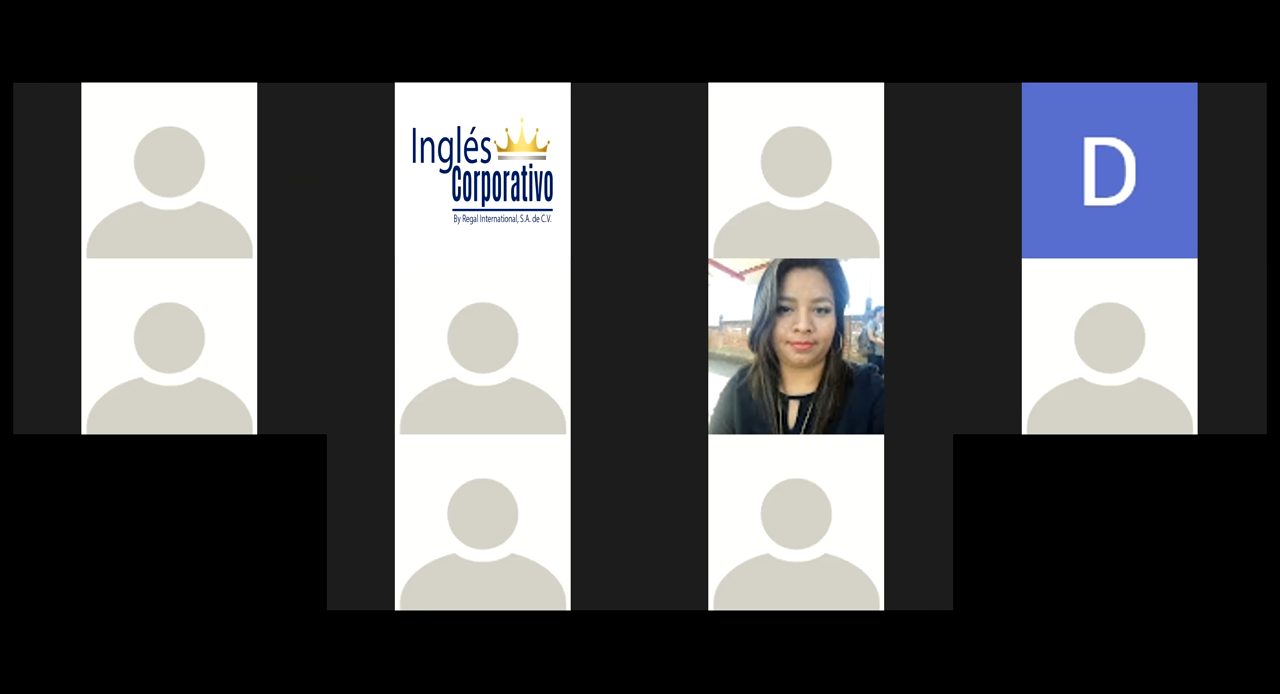 Inglés
Corporativo
By Regal International, S.A. de C.V.
D